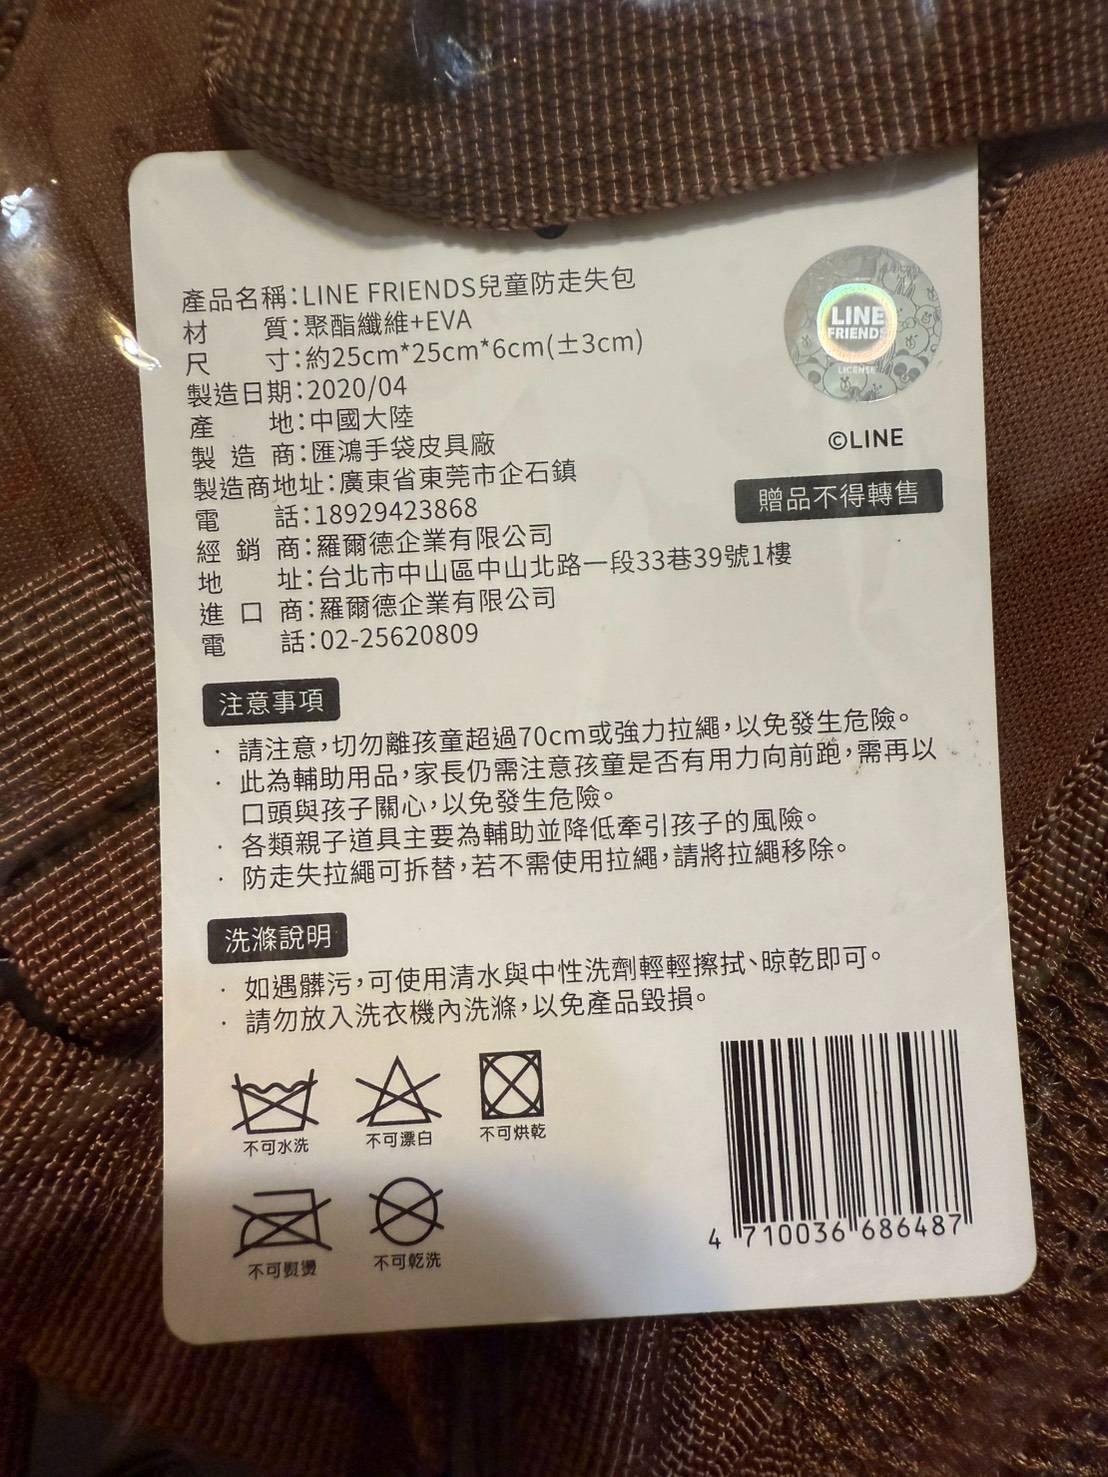 產品名稱:LINE FRIENDS兒童防走失包
材質:聚酯纖維+EVA
尺寸:約25cm*25cm*6cm(±3cm)
製造日期:2020/04
產地:中國大陸
製造商:匯鴻手袋皮具廠
製造商地址:廣東省東莞市企石鎮
電話:18929423868
經銷商:羅爾德企業有限公司
地址:台北市中山區中山北路一段33巷39號1樓
進口商:羅爾德企業有限公司
電話:02-25620809
LINE
FRIENDS
LICENSE
©LINE
贈品不得轉售
注意事項
· 請注意,切勿離孩童超過70cm或強力拉繩,以免發生危險。
· 此為輔助用品,家長仍需注意孩童是否有用力向前跑,需再以
口頭與孩子關心,以免發生危險。
· 各類親子道具主要為輔助並降低牽引孩子的風險。
· 防走失拉繩可拆替,若不需使用拉繩,請將拉繩移除。
洗滌說明
· 如遇髒污,可使用清水與中性洗劑輕輕擦拭、晾乾即可。
· 請勿放入洗衣機內洗滌,以免產品毀損。
不可水洗
不可漂白
不可烘乾
不可熨燙
不可乾洗
4 710036 686487